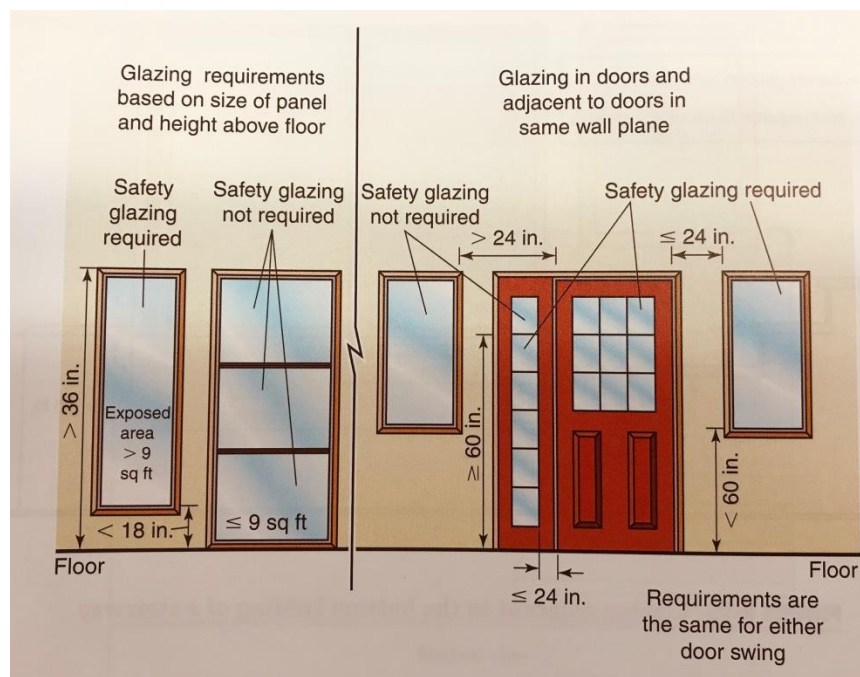 Glazing requirements
based on size of panel
and height above floor
Glazing in doors and
adjacent to doors in
same wall plane
Safety
glazing
required
Safety glazing
not required
Safety glazing
not required
Safety glazing required
> 24 in.
≤ 24 in.
> 36 in.
Exposed
area
> 9
sq ft
< 18 in.
≤ 9 sq ft
≥ 60 in.
< 60 in.
Floor
Floor
≤ 24 in.
Requirements are
the same for either
door swing